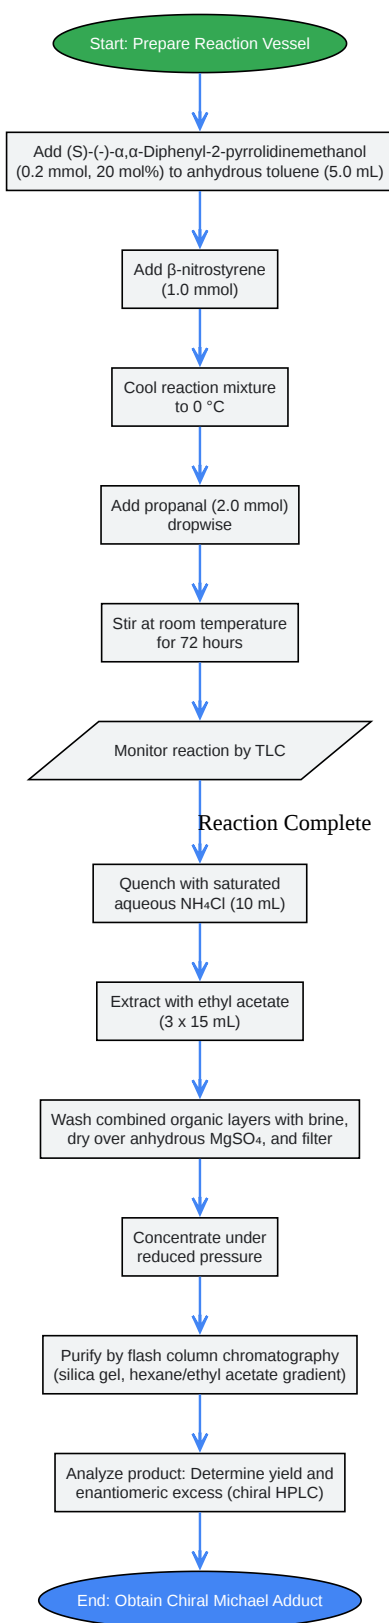 Start: Prepare Reaction Vessel
Add (S)-(-)-α,α-Diphenyl-2-pyrrolidinemethanol
(0.2 mmol, 20 mol%) to anhydrous toluene (5.0 mL)
Add β-nitrostyrene
(1.0 mmol)
Cool reaction mixture
to 0 °C
Add propanal (2.0 mmol)
dropwise
Stir at room temperature
for 72 hours
Monitor reaction by TLC
Reaction Complete
Quench with saturated
aqueous NH₄Cl (10 mL)
Extract with ethyl acetate
(3 x 15 mL)
Wash combined organic layers with brine,
dry over anhydrous MgSO₄, and filter
Concentrate under
reduced pressure
Purify by flash column chromatography
(silica gel, hexane/ethyl acetate gradient)
Analyze product: Determine yield and
enantiomeric excess (chiral HPLC)
End: Obtain Chiral Michael Adduct